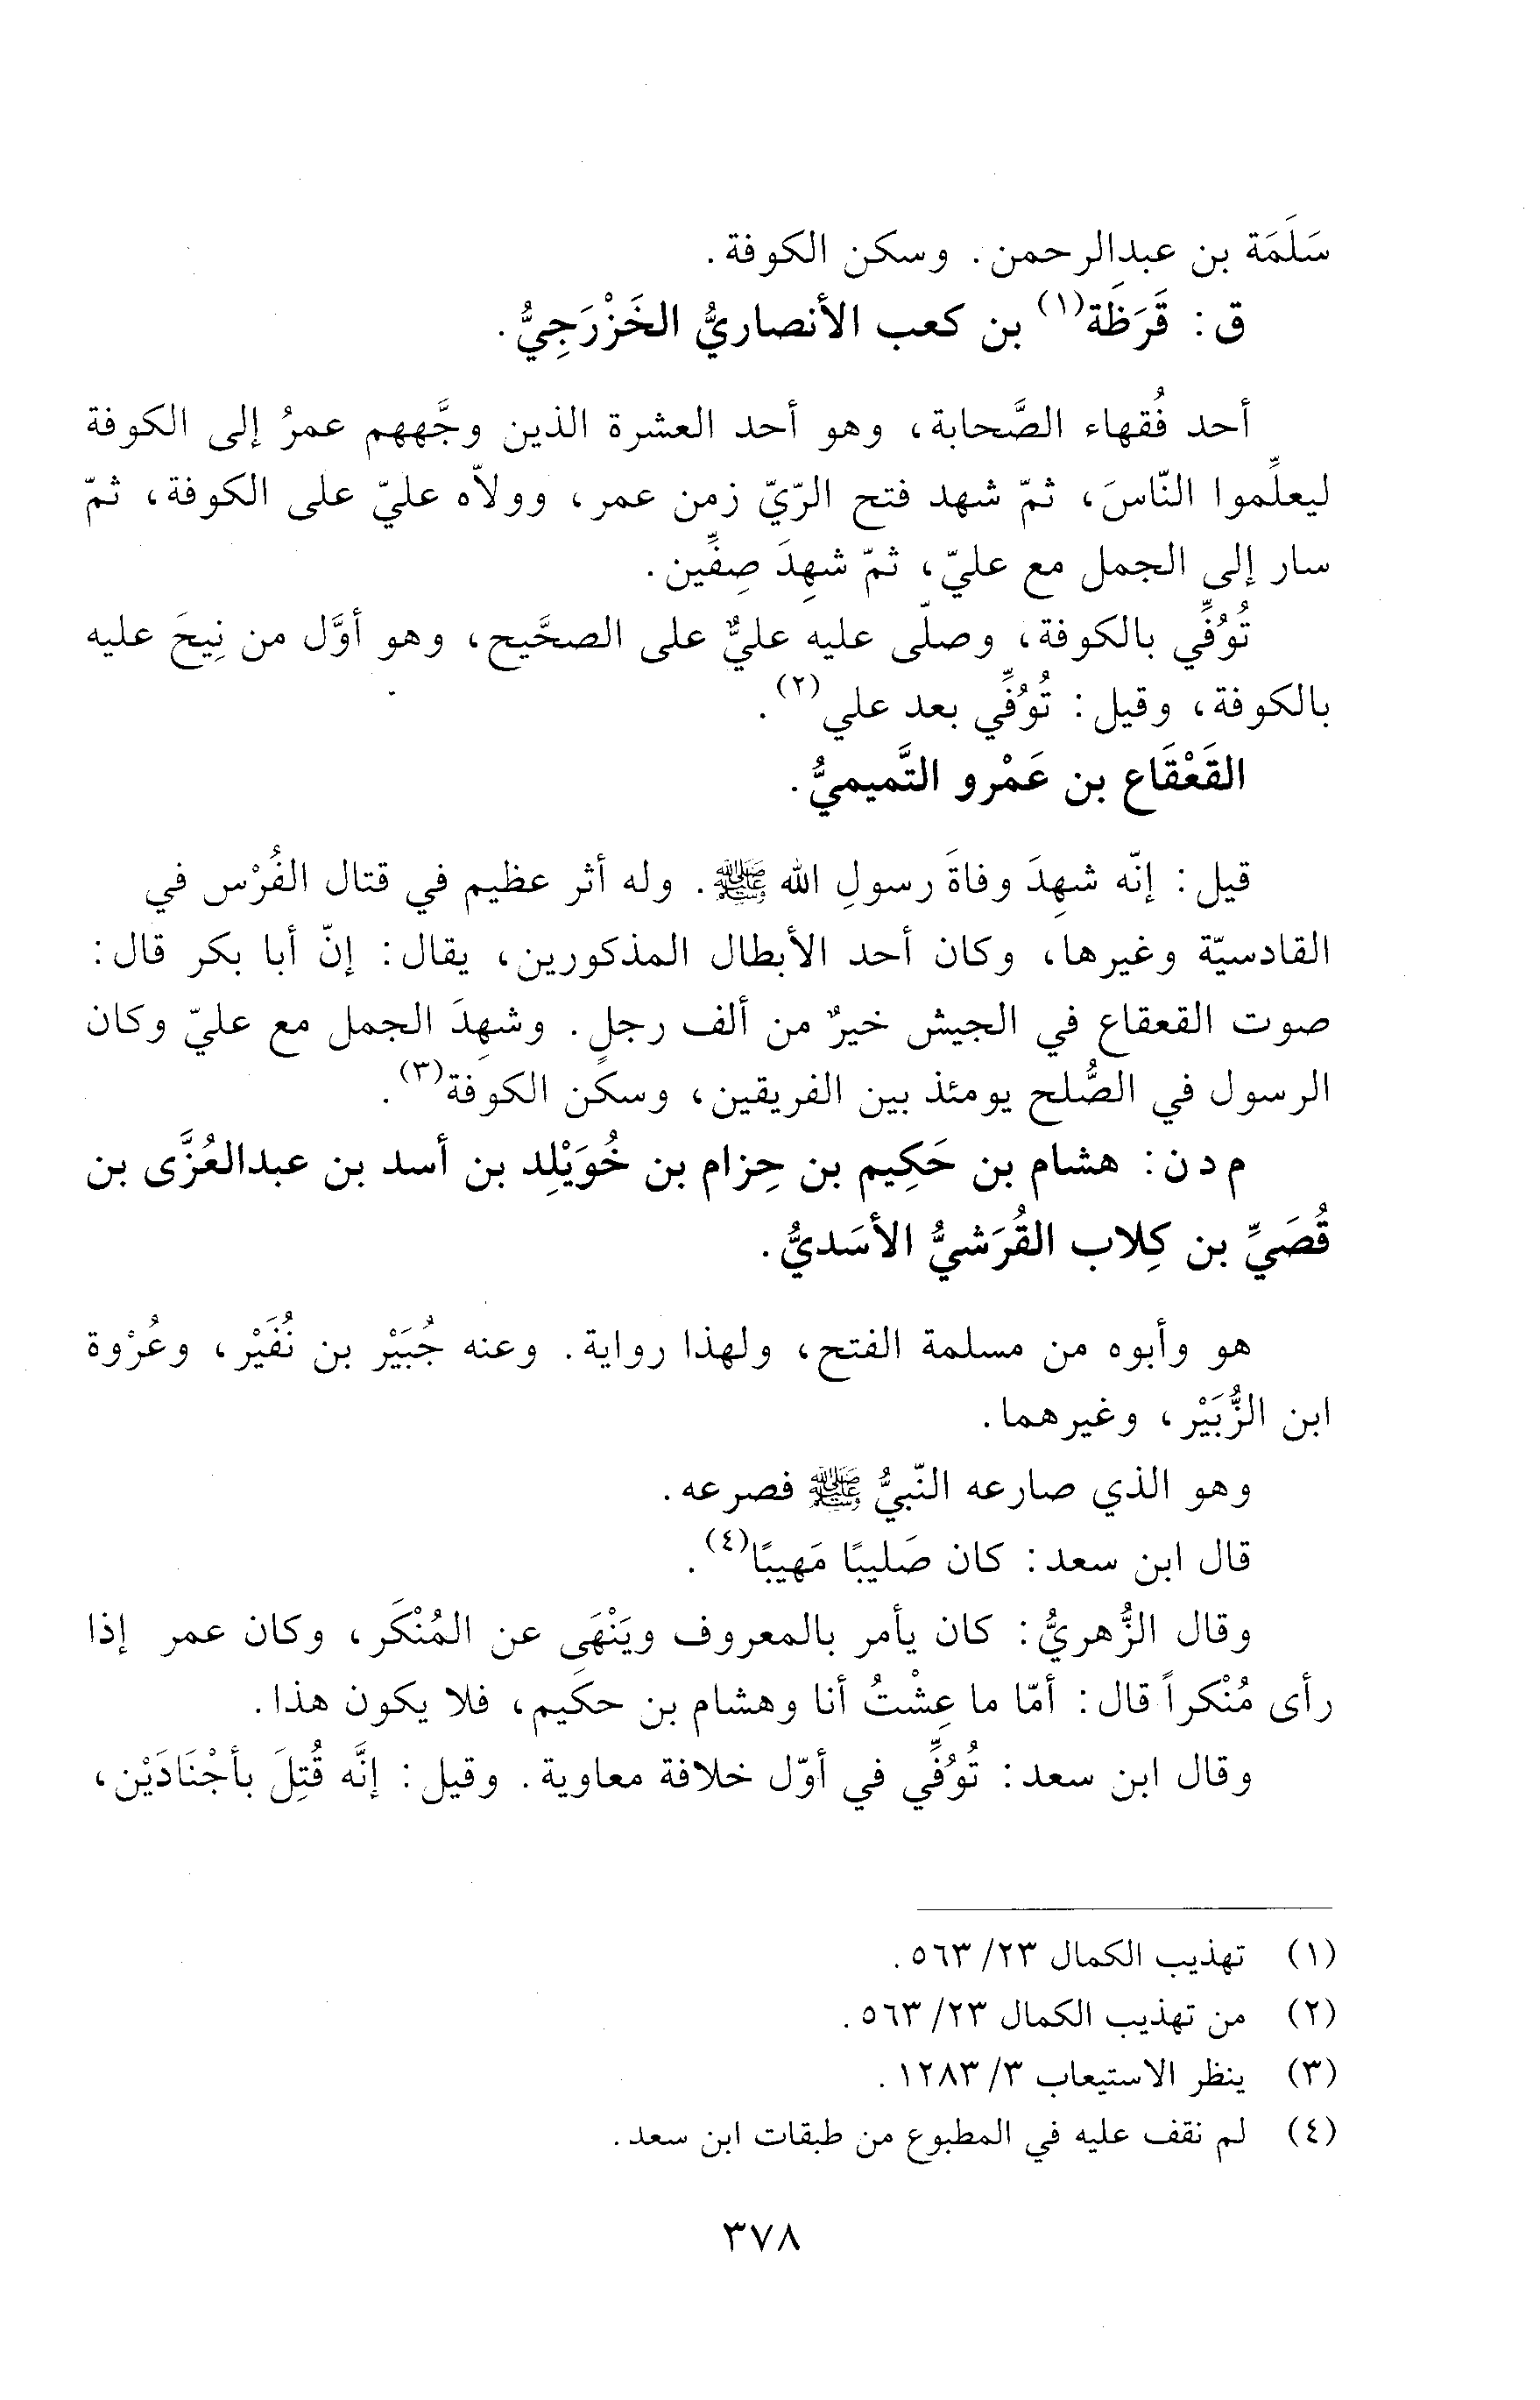 سَلَمَة بن عبدالرحمن. وسكن الكوفة.
ق: قَرَظَة(١) بن كعب الأنصاريُّ الخَزْرَجِيُّ.
أحد فُقهاء الصَّحابة، وهو أحد العشرة الذين وجَّههم عمرُ إلى الكوفة
ليعلِّموا النّاسَ، ثمّ شهد فتح الرّيّ زمن عمر، وولاّه عليّ على الكوفة، ثمّ
سار إلى الجمل مع عليّ، ثمّ شهِدَ صِفِّين.
تُوُفِّي بالكوفة، وصلّى عليه عليٌّ على الصحَّيح، وهو أوَّل من نِيحَ عليه
بالكوفة، وقيل: تُوُفِّي بعد علي(٢).
القَعْقَاع بن عَمْرو التَّميميُّ.
قيل: إنّه شهِدَ وفاةَ رسولِ الله ﷺ. وله أثر عظيم في قتال الفُرْس في
القادسيّة وغيرها، وكان أحد الأبطال المذكورين، يقال: إنّ أبا بكر قال:
صوت القعقاع في الجيش خيرٌ من ألف رجلٍ. وشهِدَ الجمل مع عليّ وكان
الرسول في الصُّلح يومئذ بين الفريقين، وسكن الكوفة(٣).
م د ن: هشام بن حَكِيم بن حِزام بن خُوَيْلِد بن أسد بن عبدالعُزَّى بن
قُصَيِّ بن كِلاب القُرَشيُّ الأسَديُّ.
هو وأبوه من مسلمة الفتح، ولهذا رواية. وعنه جُبَيْر بن نُفَيْر، وعُرْوة
ابن الزُّبَيْر، وغيرهما.
وهو الذي صارعه النّبيُّ ﷺ فصرعه.
قال ابن سعد: كان صَليبًا مَهيبًا(٤).
وقال الزُّهريُّ: كان يأمر بالمعروف ويَنْهَى عن المُنْكَر، وكان عمر إذا
رأى مُنْكراً قال: أمّا ما عِشْتُ أنا وهشام بن حكَيم، فلا يكون هذا.
وقال ابن سعد: تُوُفِّي في أوّل خلافة معاوية. وقيل: إنَّه قُتِلَ بأجْنَادَيْن،
(١) تهذيب الكمال ٢٣/ ٥٦٣.
(٢) من تهذيب الكمال ٢٣/ ٥٦٣.
(٣) ينظر الاستيعاب ٣/ ١٢٨٣.
(٤) لم نقف عليه في المطبوع من طبقات ابن سعد.
٣٧٨